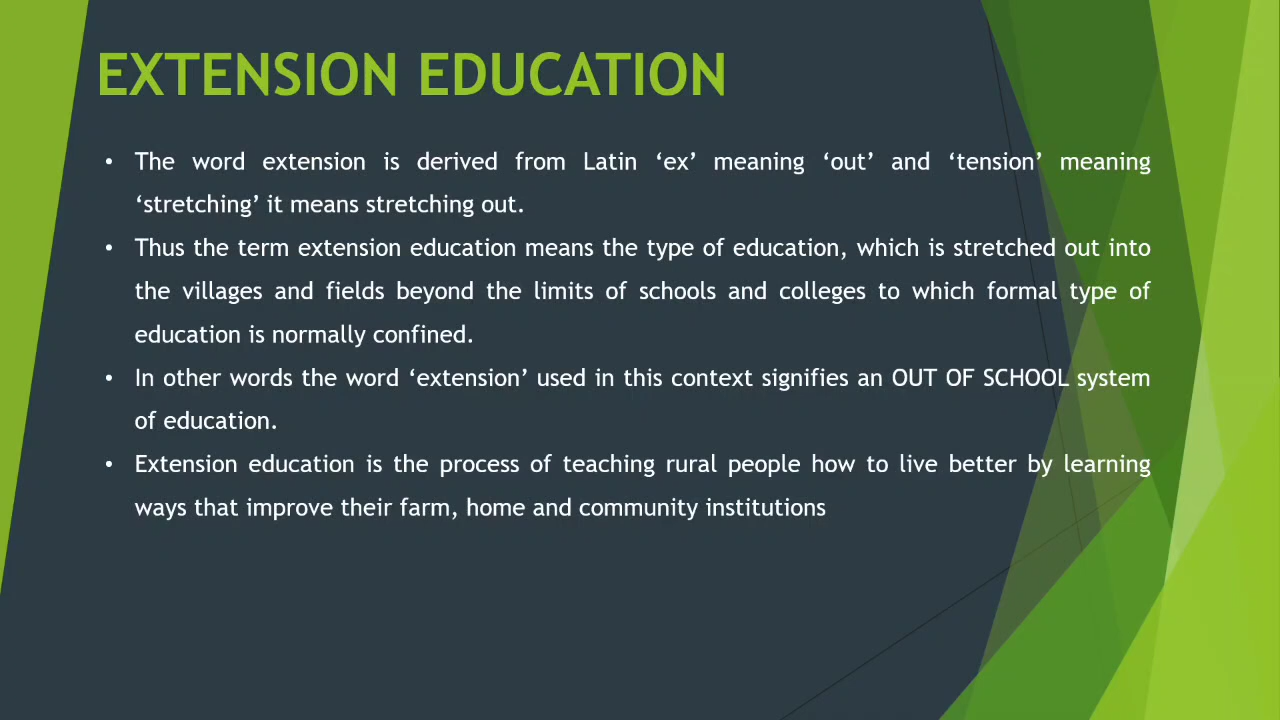 EXTENSION EDUCATION
• The word extension is derived from Latin ‘ex’ meaning ‘out’ and ‘tension’ meaning
‘stretching’ it means stretching out.
• Thus the term extension education means the type of education, which is stretched out into
the villages and fields beyond the limits of schools and colleges to which formal type of
education is normally confined.
• In other words the word ‘extension’ used in this context signifies an OUT OF SCHOOL system
of education.
• Extension education is the process of teaching rural people how to live better by learning
ways that improve their farm, home and community institutions